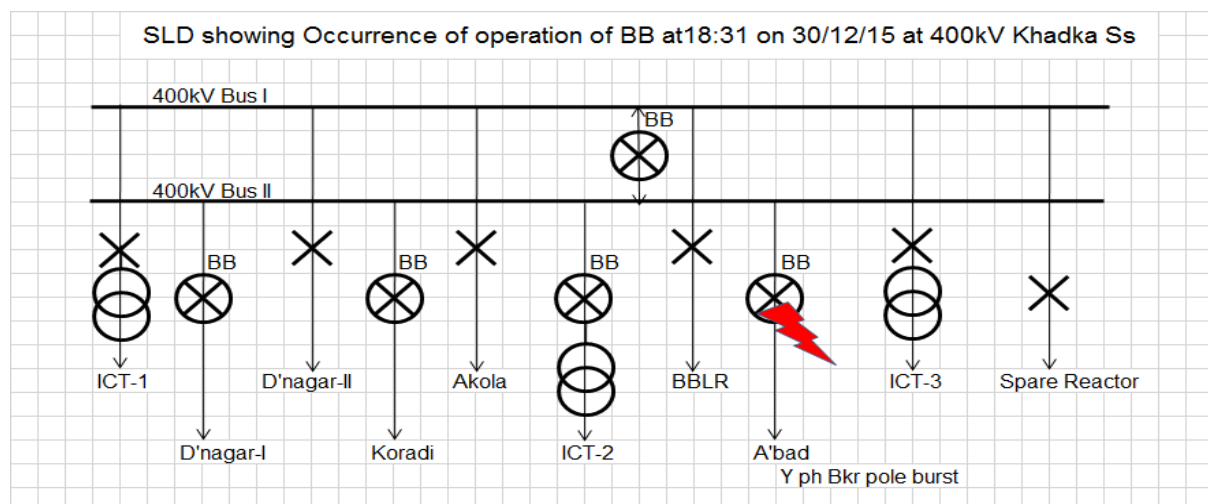 SLD showing Occurrence of operation of BB at18:31 on 30/12/15 at 400kV Khadka Ss
400kV Bus I
BB
400kV Bus II
BB
BB
BB
BB
ICT-1
D'nagar-II
Akola
BBLR
ICT-3
Spare Reactor
D'nagar-I
Koradi
ICT-2
A'bad
Y ph Bkr pole burst